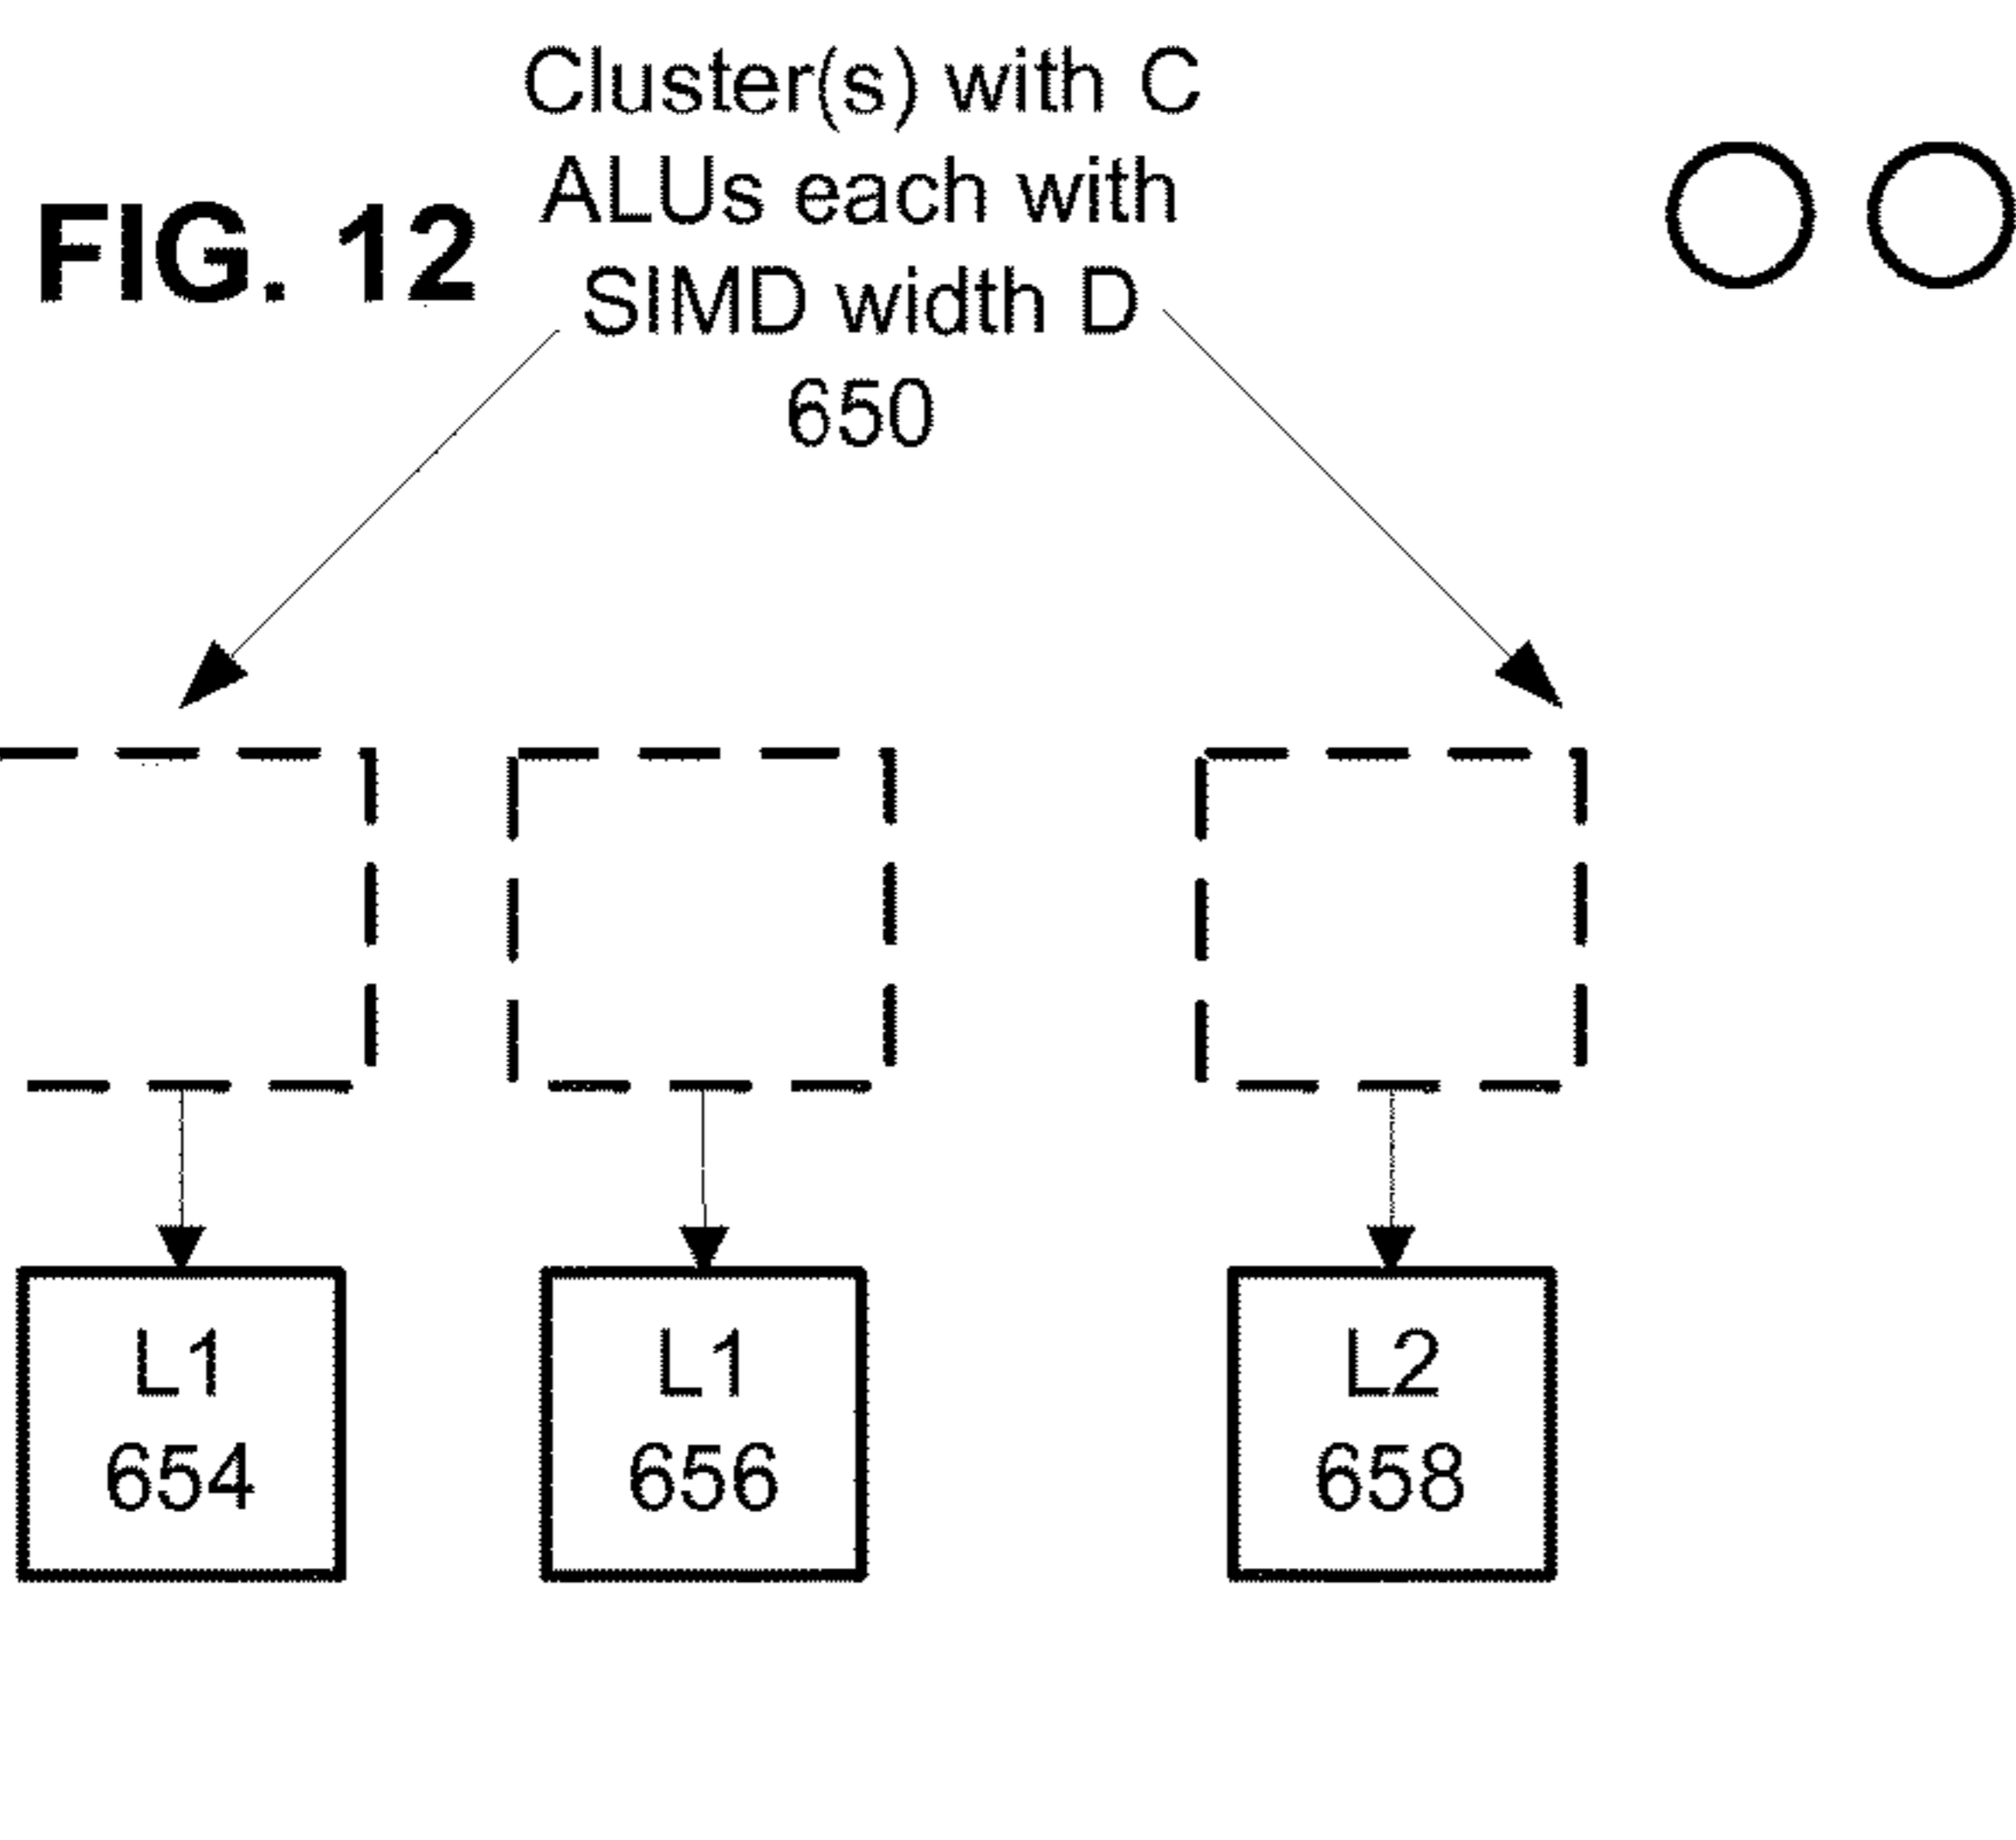 Cluster(s) with C
ALUs each with
SIMD width D
650
FIG. 12
L1
654
L1
656
L2
658